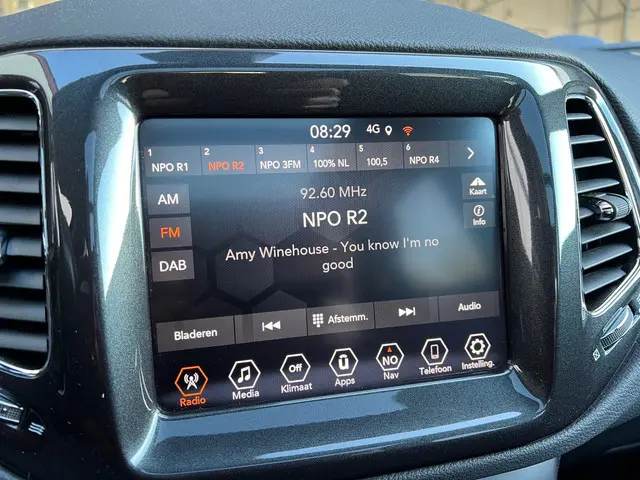 08:29 4G
1 2 3 4 5 6
NPO R1 NPO R2 NPO 3FM 100% NL 100,5 NPO R4
AM
FM
DAB
92.60 MHz
NPO R2
Amy Winehouse - You know I'm no
good
Kaart
Info
Bladeren
Afstemm.
Audio
Off
NO
Radio Media Klimaat Apps Nav Telefoon Instelling.